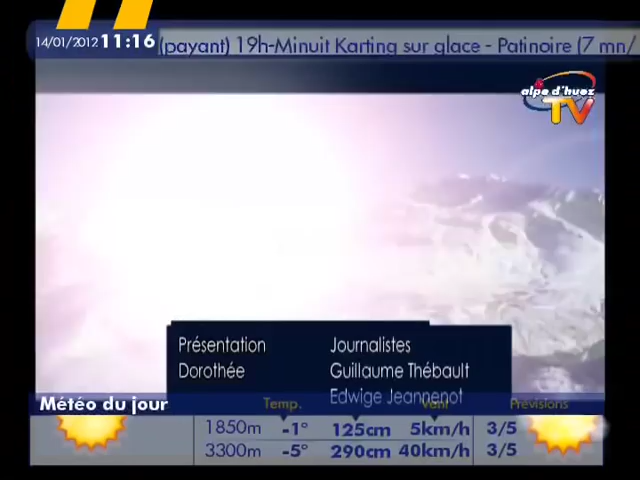 14/01/2012 11:16 (payant) 19h-Minuit Karting sur glace - Patinoire (7 mn/
alpe d'huez
TV
Présentation Journalistes
Dorothée Guillaume Thébault
Edwige Jeannenot
Météo du jour Temp. Vent Prévisions
1850m -1° 125cm 5km/h 3/5
3300m -5° 290cm 40km/h 3/5